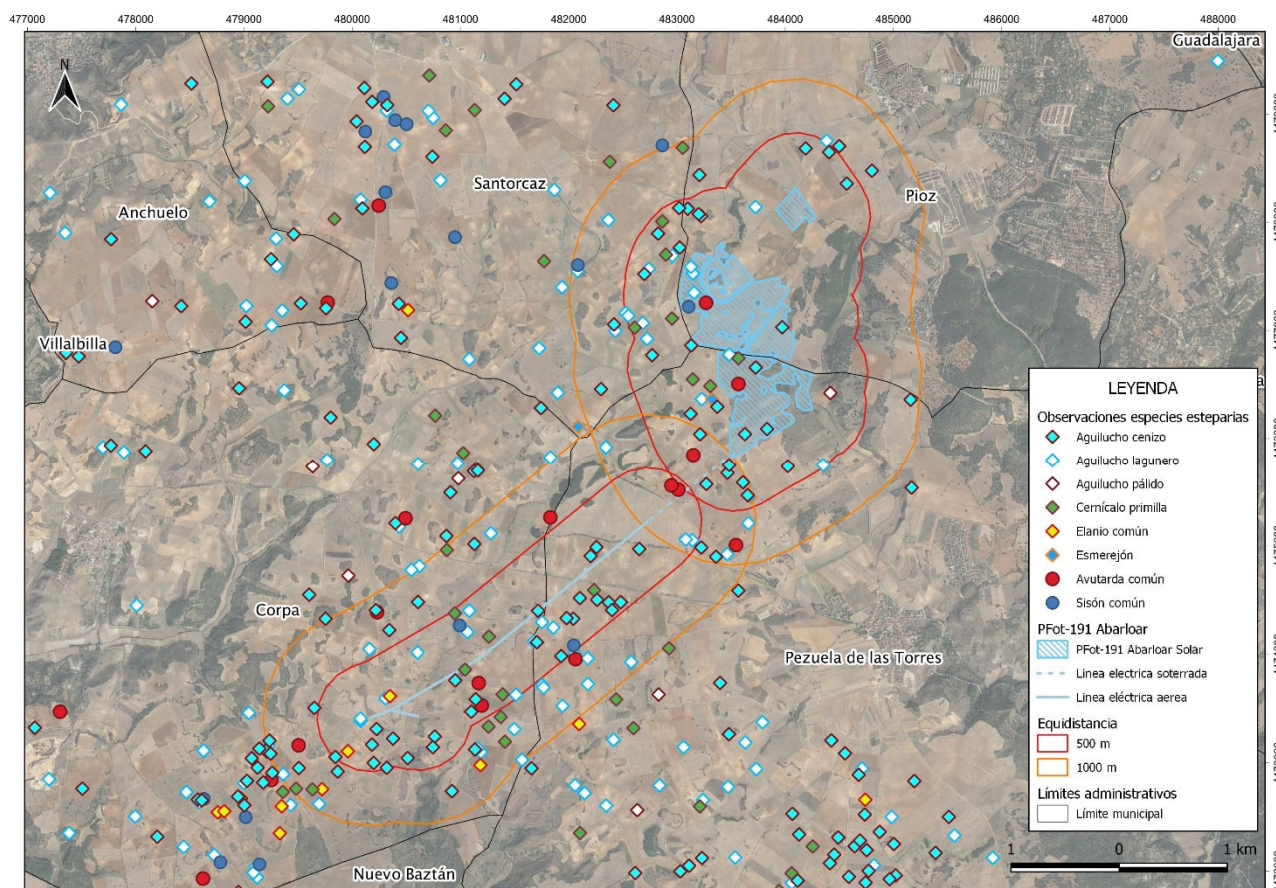 477000 478000 479000 480000 481000 482000 483000 484000 485000 486000 487000 488000
Guadalajara
N
Santorcaz
Anchuelo
Pioz
Villalbilla
Corpa
Pezuela de las Torres
Nuevo Baztán
LEYENDA
Observaciones especies esteparias
Aguilucho cenizo
Aguilucho lagunero
Aguilucho pálido
Cernícalo primilla
Elanio común
Esmerejón
Avutarda común
Sisón común
PFot-191 Abarloar
PFot-191 Abarloar Solar
Linea electrica soterrada
Linea eléctrica aerea
Equidistancia
500 m
1000 m
Límites administrativos
Límite municipal
1 0 1 km